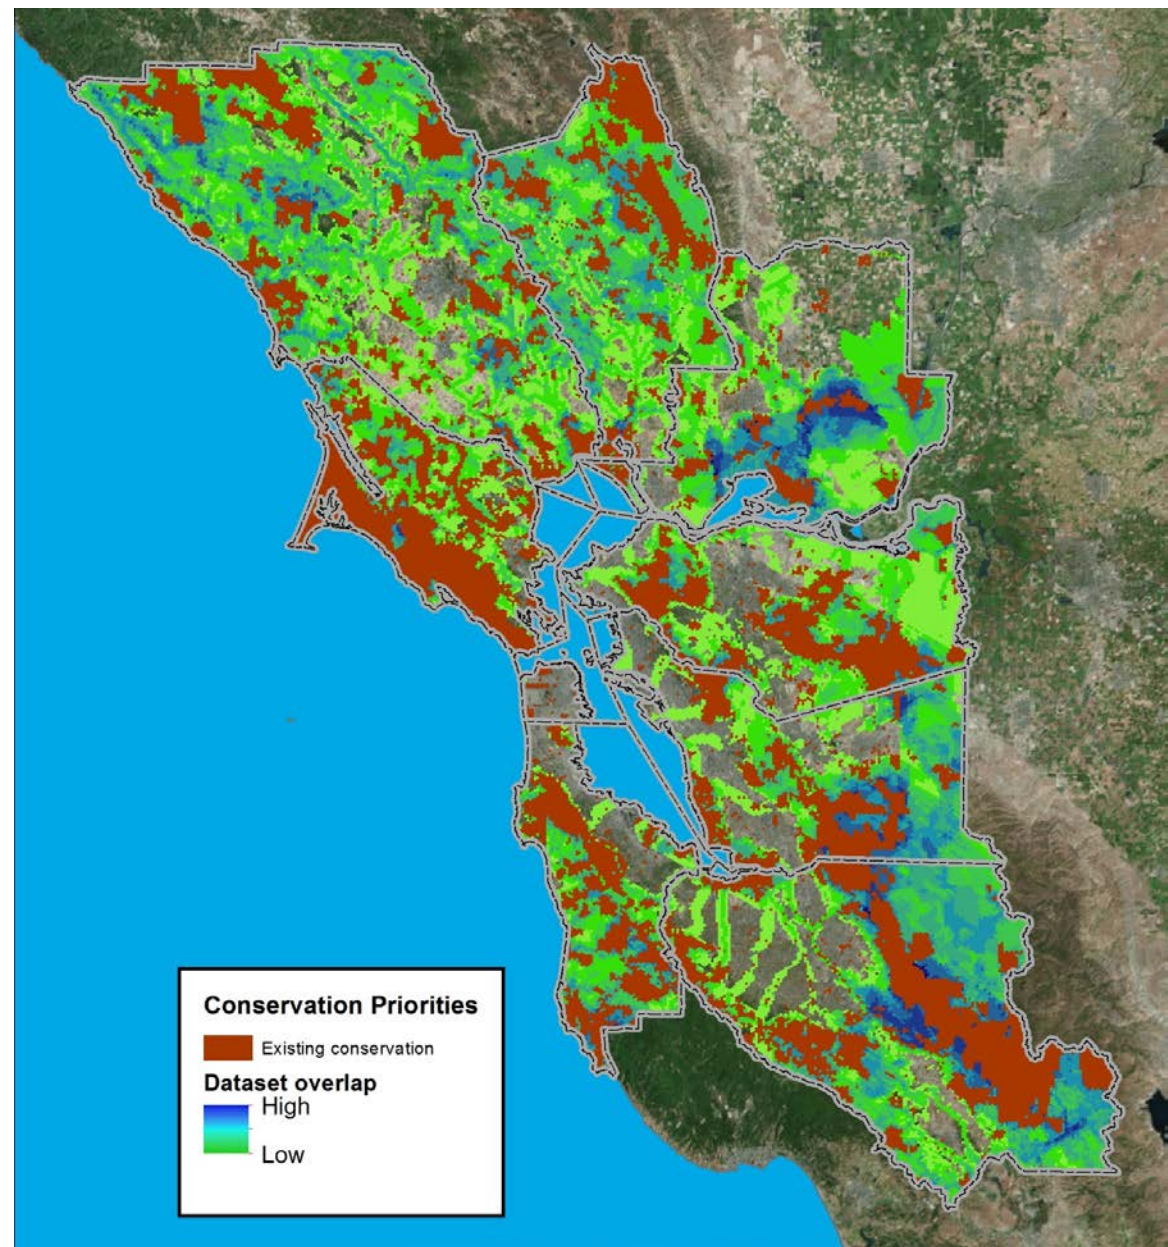 Conservation Priorities
Existing conservation
Dataset overlap
High
Low